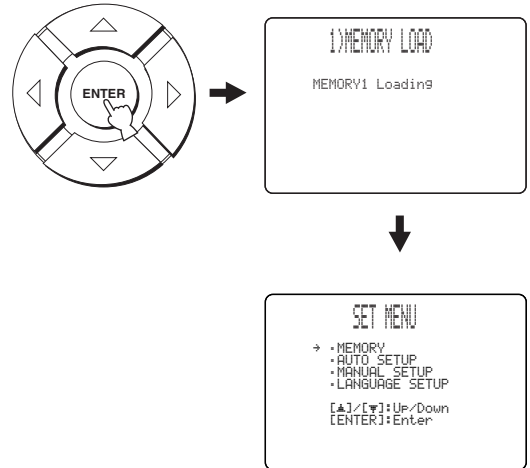 ENTER
1)MEMORY LOAD
MEMORY1 Loading
SET MENU
→ ･MEMORY
･AUTO SETUP
･MANUAL SETUP
･LANGUAGE SETUP
[▲]/[▼]:Up/Down
[ENTER]:Enter